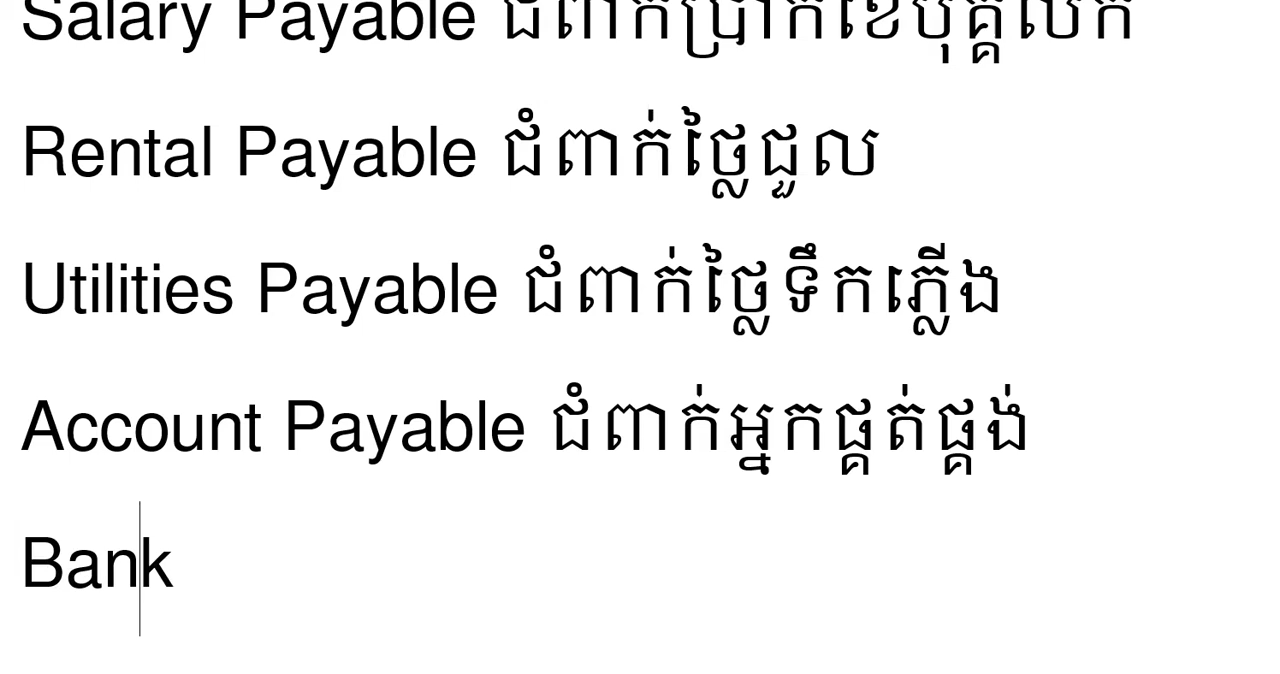 Salary Payable ជំពាក់ប្រាក់ខែបុគ្គលិក
Rental Payable ជំពាក់ថ្លៃជួល
Utilities Payable ជំពាក់ថ្លៃទឹកភ្លើង
Account Payable ជំពាក់អ្នកផ្គត់ផ្គង់
Bank